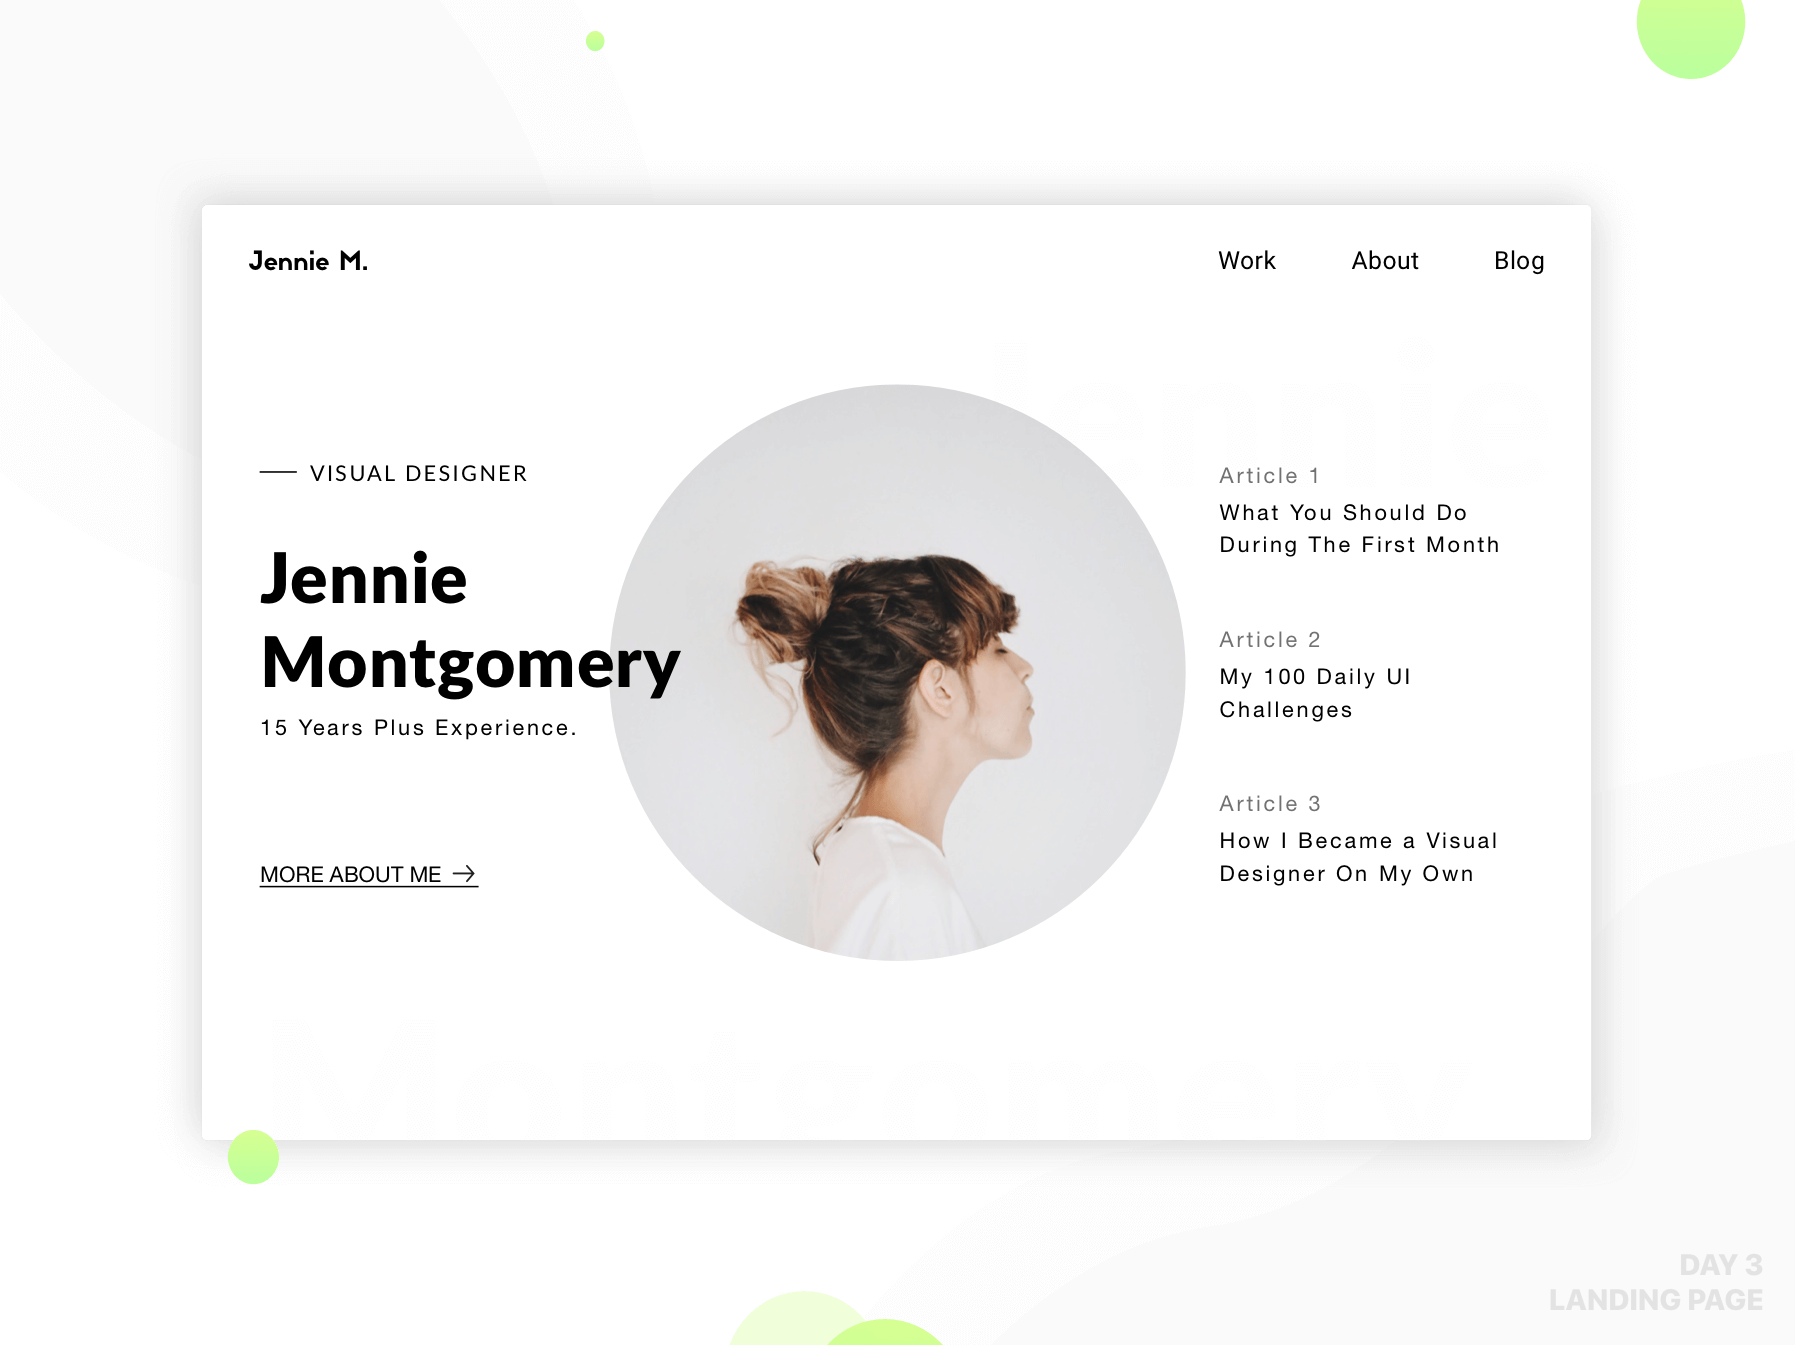 Jennie M.
Work
About
Blog
Jennie
VISUAL DESIGNER
Jennie
Montgomery
15 Years Plus Experience.
MORE ABOUT ME
Article 1
What You Should Do
During The First Month
Article 2
My 100 Daily UI
Challenges
Article 3
How I Became a Visual
Designer On My Own
Montgomery
DAY 3
LANDING PAGE